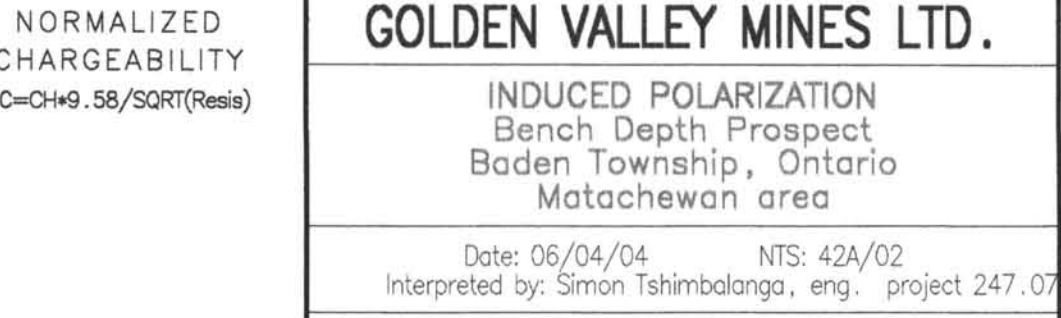 NORMALIZED
CHARGEABILITY
C=CH*9.58/SQRT(Resis)
GOLDEN VALLEY MINES LTD.
INDUCED POLARIZATION
Bench Depth Prospect
Baden Township, Ontario
Matachewan area
Date: 06/04/04 NTS: 42A/02
Interpreted by: Simon Tshimbalanga, eng. project 247.07